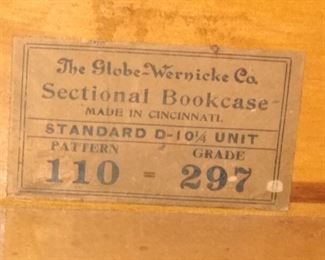 The Globe-Wernicke Co.
Sectional Bookcase
MADE IN CINCINNATI.
STANDARD D-10¼ UNIT
PATTERN GRADE
110 = 297